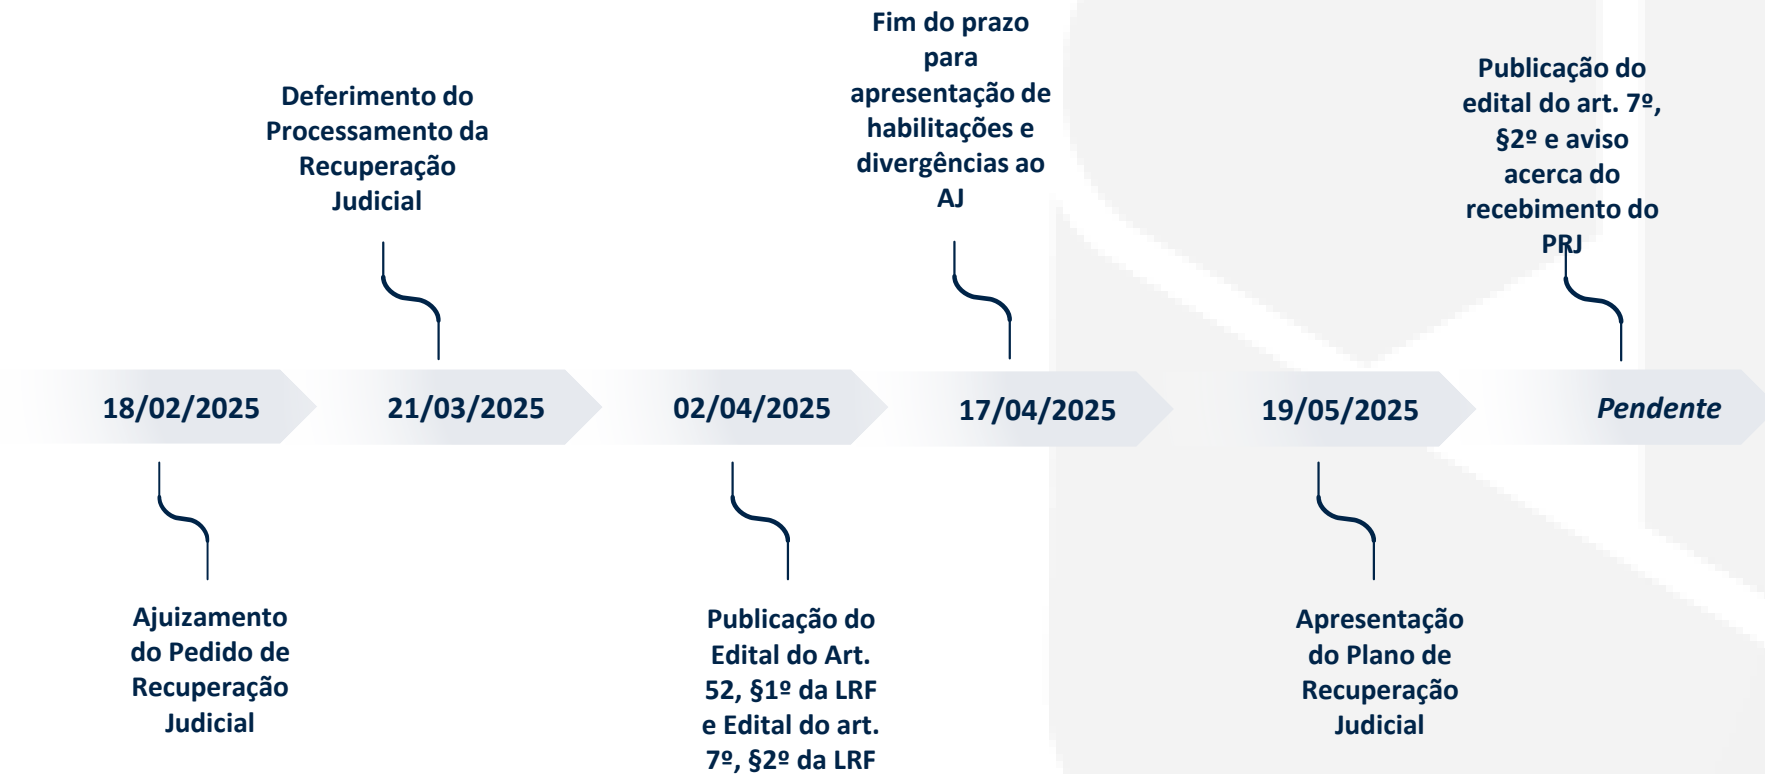 Deferimento do
Processamento da
Recuperação
Judicial
Fim do prazo
para
apresentação de
habilitações e
divergências ao
AJ
Publicação do
edital do art. 7º,
§2º e aviso
acerca do
recebimento do
PRJ
18/02/2025
21/03/2025
02/04/2025
17/04/2025
19/05/2025
Pendente
Ajuizamento
do Pedido de
Recuperação
Judicial
Publicação do
Edital do Art.
52, §1º da LRF
e Edital do art.
7º, §2º da LRF
Apresentação
do Plano de
Recuperação
Judicial